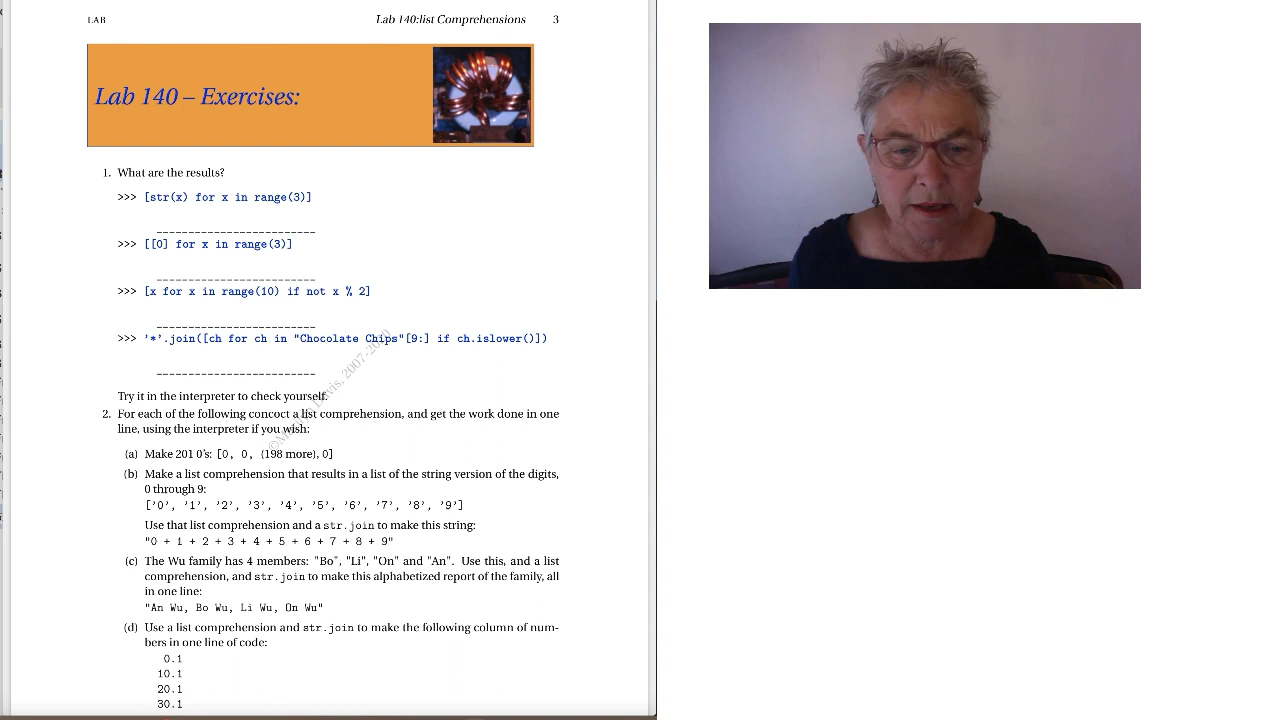 LAB Lab 140:list Comprehensions 3
Lab 140 – Exercises:
1. What are the results?
>>> [str(x) for x in range(3)]
________________________
>>> [[0] for x in range(3)]
________________________
>>> [x for x in range(10) if not x % 2]
________________________
>>> '*'.join([ch for ch in "Chocolate Chips"[9:] if ch.islower()])
________________________
Try it in the interpreter to check yourself.
2. For each of the following concoct a list comprehension, and get the work done in one
line, using the interpreter if you wish:
(a) Make 201 0's: [0, 0, (198 more), 0]
(b) Make a list comprehension that results in a list of the string version of the digits,
0 through 9:
['0', '1', '2', '3', '4', '5', '6', '7', '8', '9']
Use that list comprehension and a str.join to make this string:
"0 + 1 + 2 + 3 + 4 + 5 + 6 + 7 + 8 + 9"
(c) The Wu family has 4 members: "Bo", "Li", "On" and "An". Use this, and a list
comprehension, and str.join to make this alphabetized report of the family, all
in one line:
"An Wu, Bo Wu, Li Wu, On Wu"
(d) Use a list comprehension and str.join to make the following column of num-
bers in one line of code:
0.1
10.1
20.1
30.1